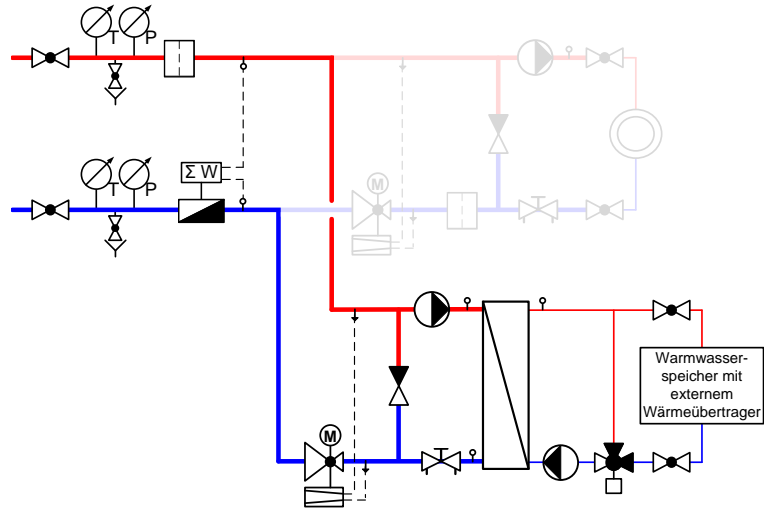 T
P
T
P
Σ W
M
M
Warmwasser-
speicher mit
externem
Wärmeübertrager